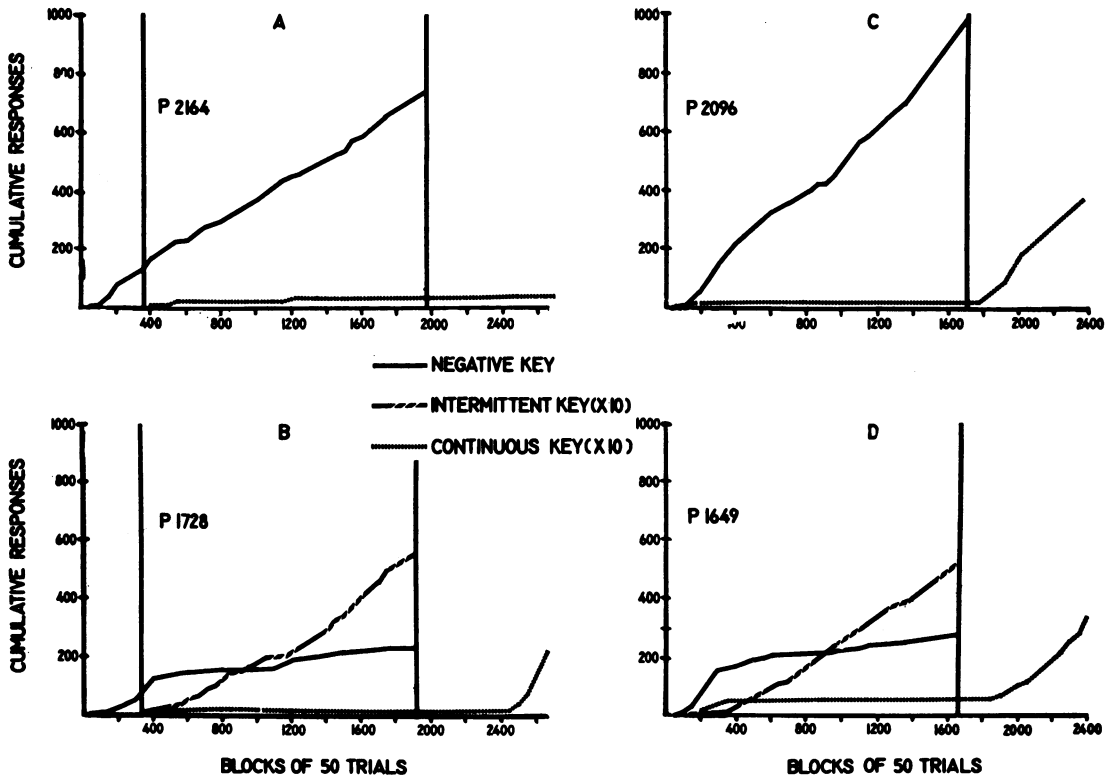 A
C
CUMULATIVE RESPONSES
1000
600
400
200
P 2164
400
800
1200
1600
2000
2400
1000
800
600
400
200
P 2096
1200
1600
2000
2400
NEGATIVE KEY
INTERMITTENT KEY(X10)
CONTINUOUS KEY(X10)
B
D
CUMULATIVE RESPONSES
1000
800
600
400
200
P 1728
400
800
1200
1600
2000
2400
BLOCKS OF 50 TRIALS
1000
800
600
400
200
P 1649
400
800
1200
1600
2000
2400
BLOCKS OF 50 TRIALS